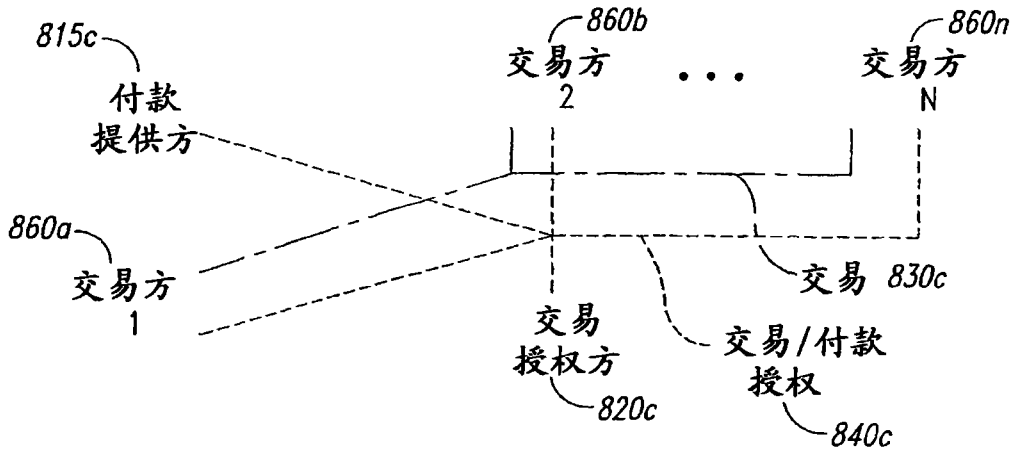 815c
付款
提供方
860b
交易方
2
860n
交易方
N
860a
交易方
1
交易 830c
交易
授权方
820c
交易/付款
授权
840c